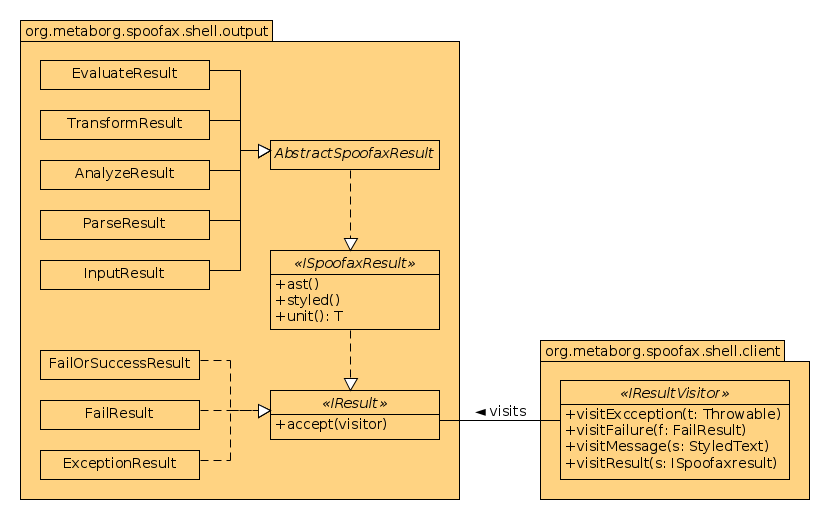 org.metaborg.spoofax.shell.output
EvaluateResult
TransformResult
AnalyzeResult
ParseResult
InputResult
AbstractSpoofaxResult
«ISpoofaxResult»
+ast()
+styled()
+unit(): T
FailOrSuccessResult
FailResult
ExceptionResult
«IResult»
+accept(visitor)
◄ visits
org.metaborg.spoofax.shell.client
«IResultVisitor»
+visitExcception(t: Throwable)
+visitFailure(f: FailResult)
+visitMessage(s: StyledText)
+visitResult(s: ISpoofaxresult)